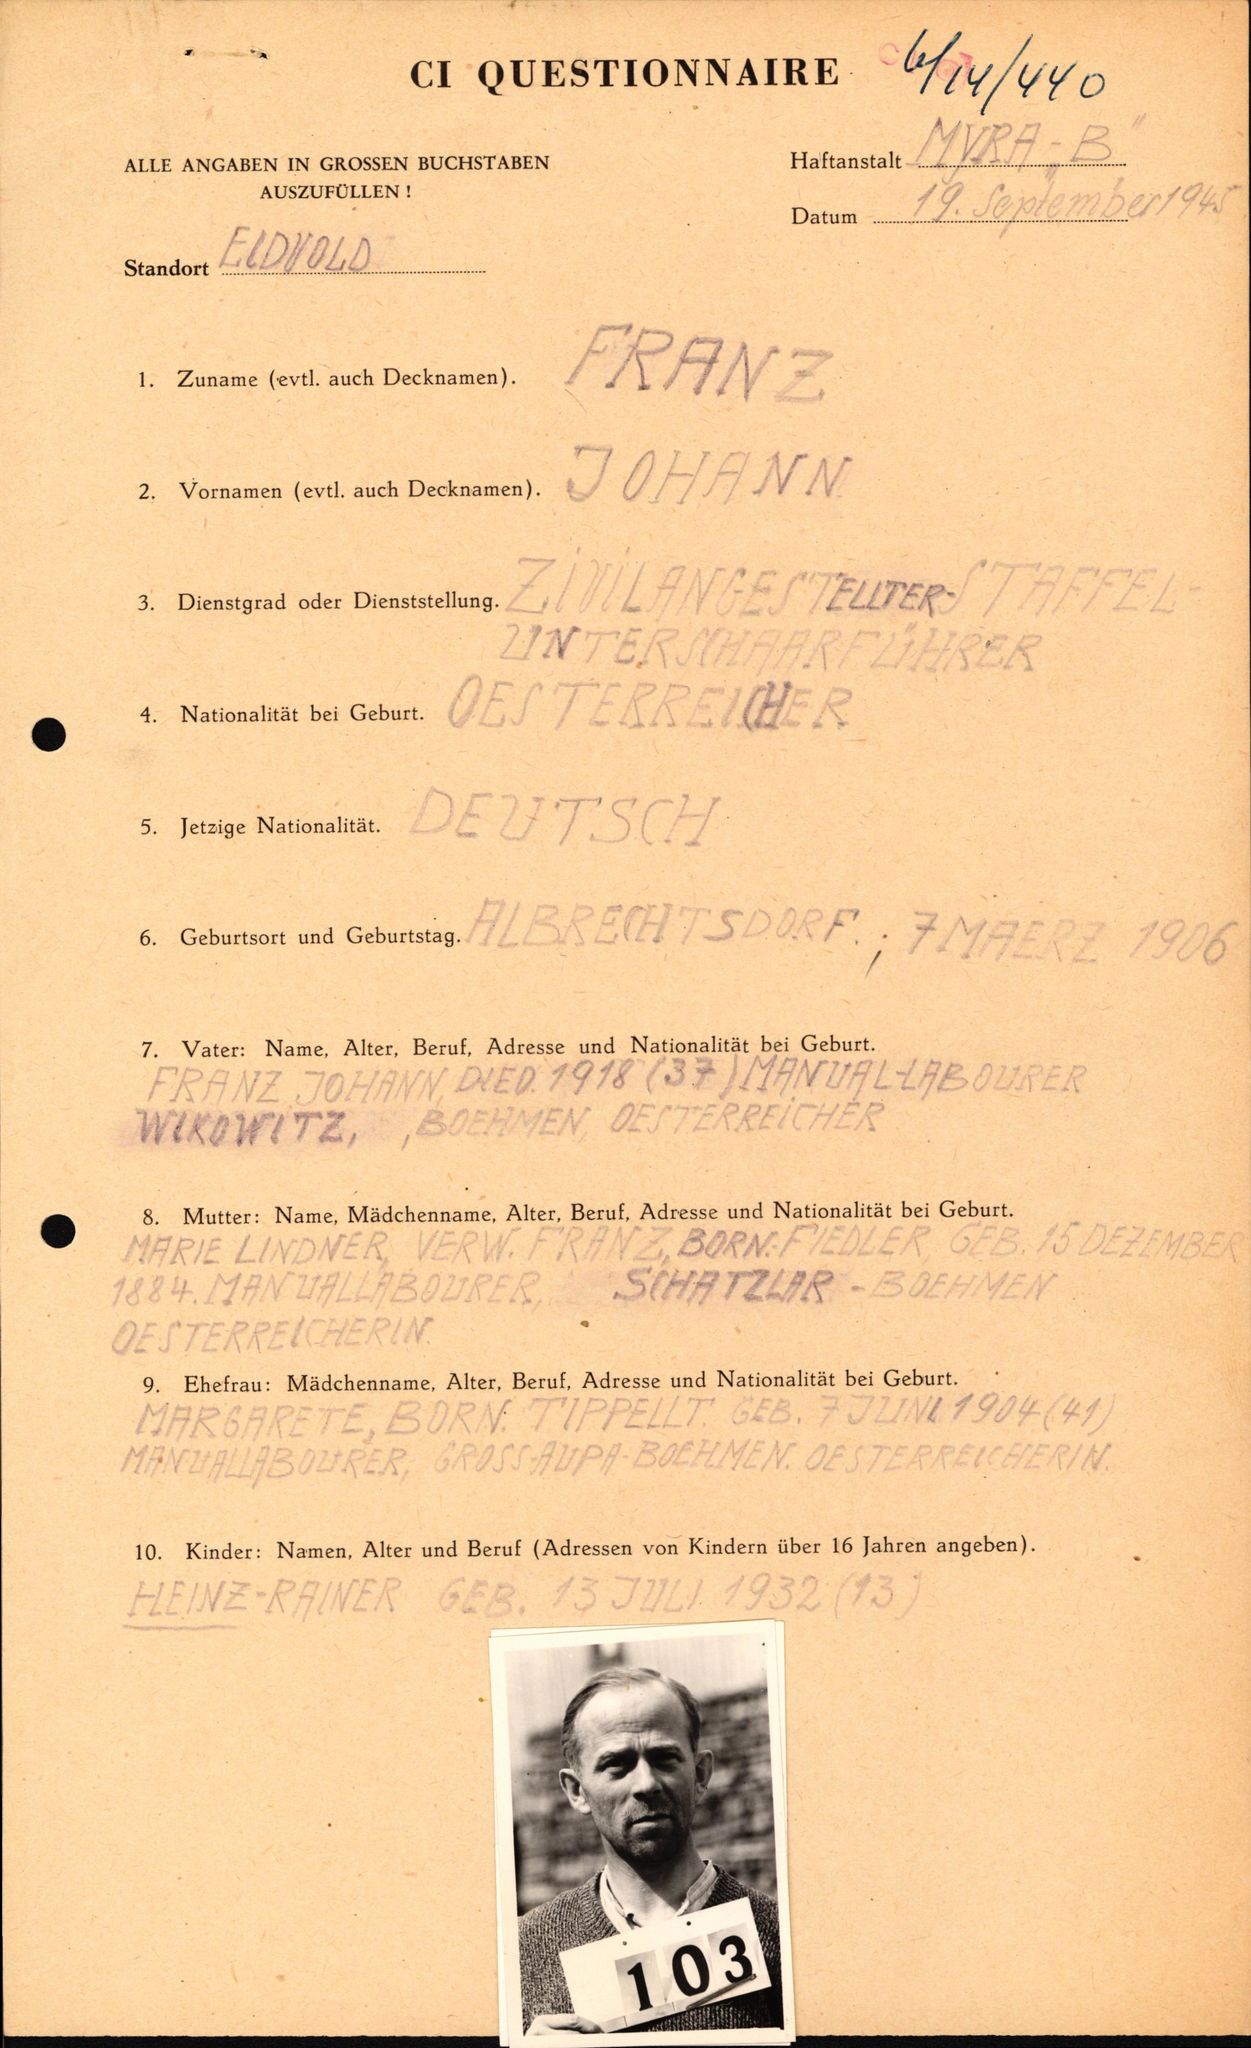 CI QUESTIONNAIRE
6/14/440
ALLE ANGABEN IN GROSSEN BUCHSTABEN
AUSZUFÜLLEN !
Haftanstalt MYRA - „B"
Datum 19. September 1945
Standort EIDVOLD
1. Zuname (evtl. auch Decknamen). FRANZ
2. Vornamen (evtl. auch Decknamen). JOHANN
3. Dienstgrad oder Dienststellung. ZIVILANGESTELLTER-STAFFEL-
UNTERSCHAARFÜHRER
4. Nationalität bei Geburt. OESTERREICHER
5. Jetzige Nationalität. DEUTSCH
6. Geburtsort und Geburtstag. ALBRECHTSDORF. ; 7 MAERZ 1906
7. Vater: Name, Alter, Beruf, Adresse und Nationalität bei Geburt.
FRANZ JOHANN, DIED. 1918 (37) MANUAL-LABOURER
WIKOWITZ, , BOEHMEN, OESTERREICHER
8. Mutter: Name, Mädchenname, Alter, Beruf, Adresse und Nationalität bei Geburt.
MARIE LINDNER, VERW. FRANZ, BORN: FIEDLER, GEB. 15 DEZEMBER
1884. MANUALLABOURER, SCHATZLAR - BOEHMEN
OESTERREICHERIN.
9. Ehefrau: Mädchenname, Alter, Beruf, Adresse und Nationalität bei Geburt.
MARGARETE, BORN: TIPPELLT. GEB. 7 JUNI 1904 (41)
MANUALLABOURER, GROSS-AUPA-BOEHMEN. OESTERREICHERIN.
10. Kinder: Namen, Alter und Beruf (Adressen von Kindern über 16 Jahren angeben).
HEINZ-RAINER GEB. 13 JULI 1932 (13)
103